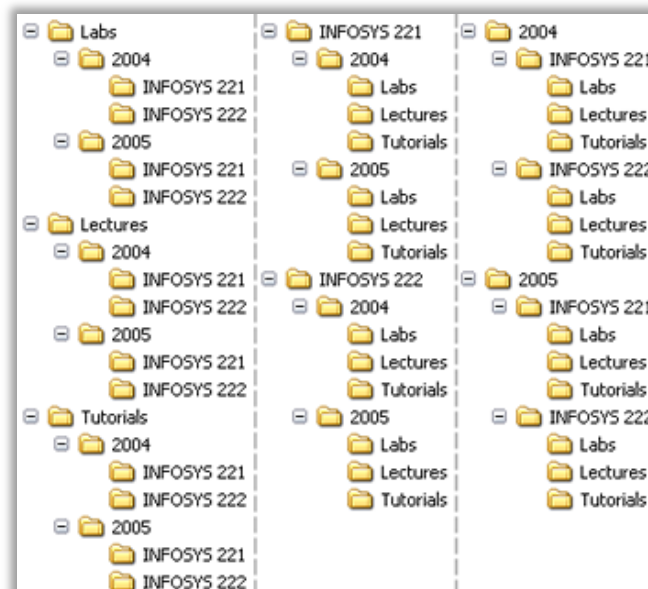 Labs
2004
INFOSYS 221
INFOSYS 222
2005
INFOSYS 221
INFOSYS 222
Lectures
2004
INFOSYS 221
INFOSYS 222
2005
INFOSYS 221
INFOSYS 222
Tutorials
2004
INFOSYS 221
INFOSYS 222
2005
INFOSYS 221
INFOSYS 222
INFOSYS 221
2004
Labs
Lectures
Tutorials
2005
Labs
Lectures
Tutorials
INFOSYS 222
2004
Labs
Lectures
Tutorials
2005
Labs
Lectures
Tutorials
2004
INFOSYS 221
Labs
Lectures
Tutorials
INFOSYS 222
Labs
Lectures
Tutorials
2005
INFOSYS 221
Labs
Lectures
Tutorials
INFOSYS 222
Labs
Lectures
Tutorials